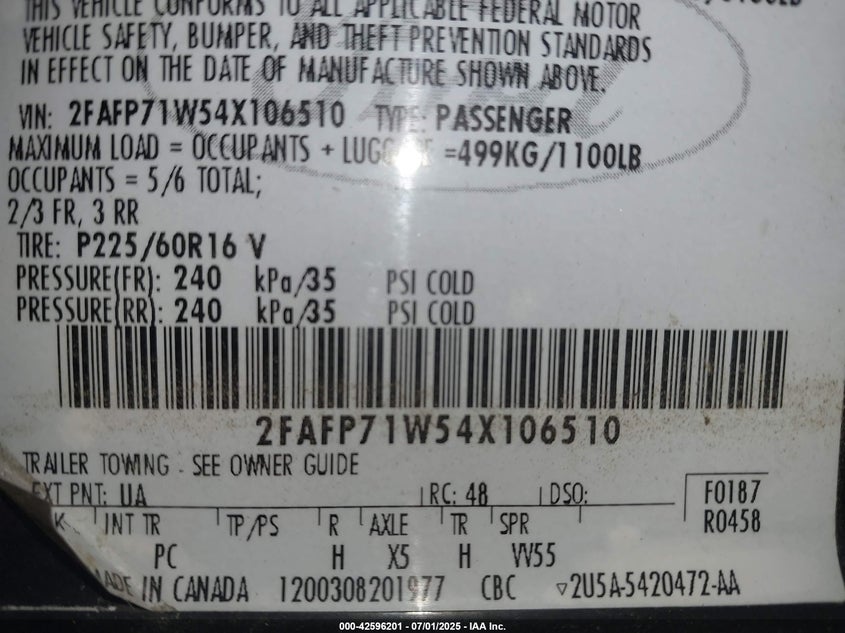 THIS VEHICLE CONFORMS TO ALL APPLICABLE FEDERAL MOTOR
VEHICLE SAFETY, BUMPER, AND THEFT PREVENTION STANDARDS
IN EFFECT ON THE DATE OF MANUFACTURE SHOWN ABOVE.
VIN: 2FAFP71W54X106510 TYPE: PASSENGER
MAXIMUM LOAD = OCCUPANTS + LUGGAGE =499KG/1100LB
OCCUPANTS = 5/6 TOTAL;
2/3 FR, 3 RR
TIRE: P225/60R16 V
PRESSURE(FR): 240 kPa/35 PSI COLD
PRESSURE(RR): 240 kPa/35 PSI COLD
2FAFP71W54X106510
TRAILER TOWING - SEE OWNER GUIDE
EXT PNT: UA RC: 48 DSO: F0187
INT TR TP/PS R AXLE TR SPR R0458
PC H X5 H VV55
MADE IN CANADA 1200308201977 CBC ▽2U5A-5420472-AA
000-42596201 - 07/01/2025 - IAA Inc.